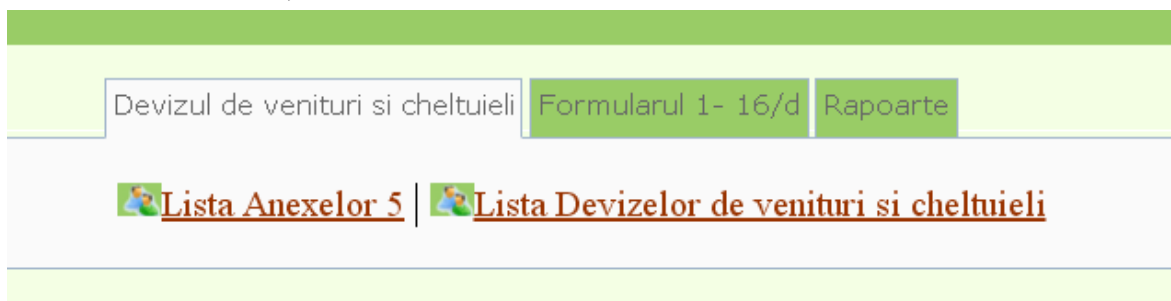 Devizul de venituri si cheltuieli Formularul 1- 16/d Rapoarte
Lista Anexelor 5 | Lista Devizelor de venituri si cheltuieli